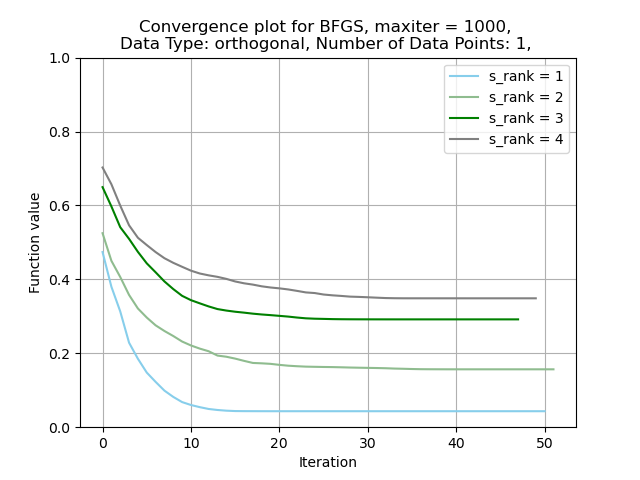 Convergence plot for BFGS, maxiter = 1000,
Data Type: orthogonal, Number of Data Points: 1,
1.0
0.8
0.6
0.4
0.2
0.0
Function value
s_rank = 1
s_rank = 2
s_rank = 3
s_rank = 4
0 10 20 30 40 50
Iteration